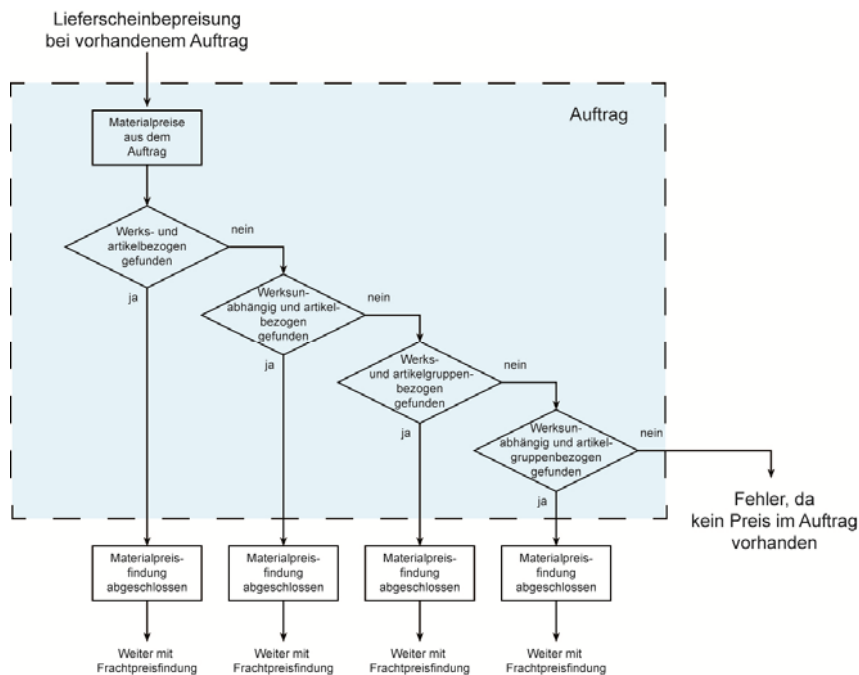 Lieferscheinbepreisung
bei vorhandenem Auftrag
Auftrag
Materialpreise
aus dem
Auftrag
Werks- und
artikelbezogen
gefunden
nein
ja
Werksun-
abhängig und artikel-
bezogen
gefunden
nein
ja
Werks-
und artikelgruppen-
bezogen
gefunden
nein
ja
Werksun-
abhängig und artikel-
gruppenbezogen
gefunden
nein
ja
Fehler, da
kein Preis im Auftrag
vorhanden
Materialpreis-
findung
abgeschlossen
Materialpreis-
findung
abgeschlossen
Materialpreis-
findung
abgeschlossen
Materialpreis-
findung
abgeschlossen
Weiter mit
Frachtpreisfindung
Weiter mit
Frachtpreisfindung
Weiter mit
Frachtpreisfindung
Weiter mit
Frachtpreisfindung